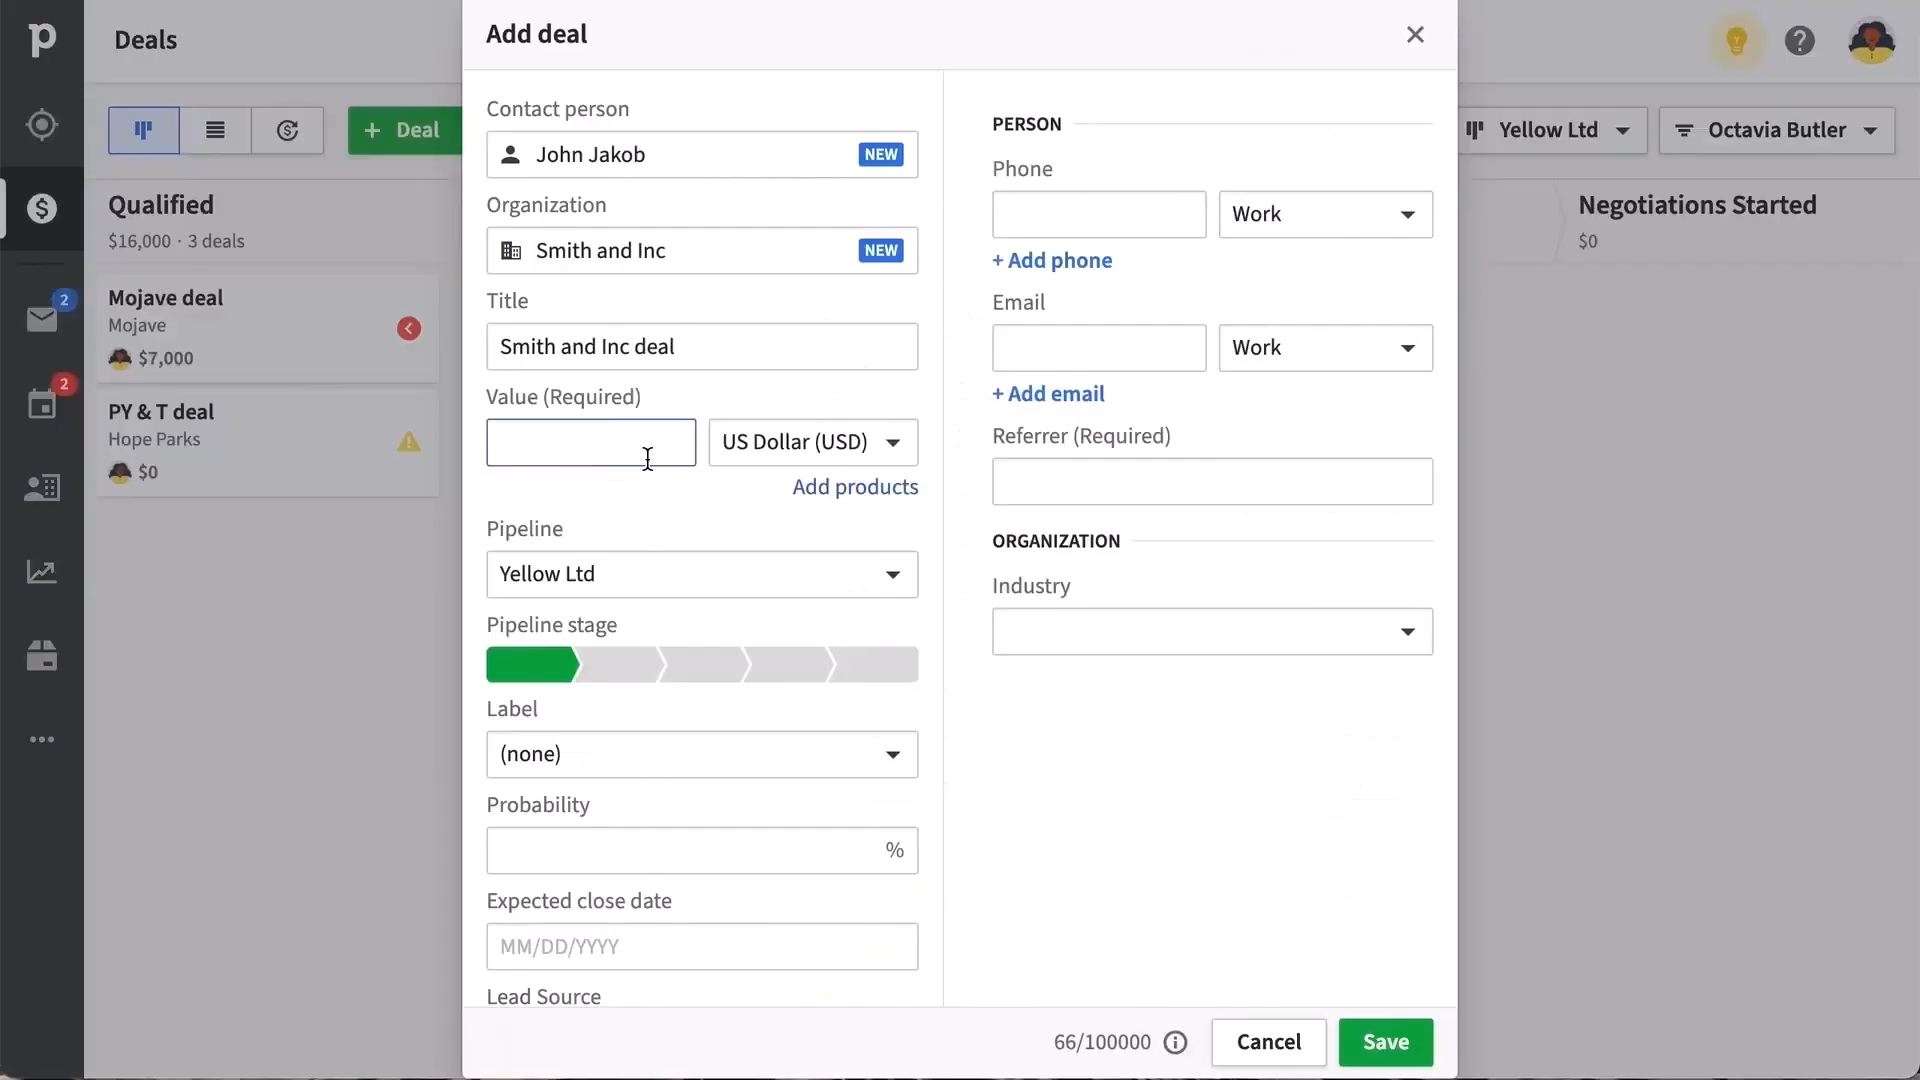 p
Deals
+ Deal
Qualified
$16,000 · 3 deals
Mojave deal
Mojave
$7,000
PY & T deal
Hope Parks
$0
2
2
Add deal
Contact person
John Jakob
NEW
Organization
Smith and Inc
NEW
Title
Smith and Inc deal
Value (Required)
US Dollar (USD)
Add products
Pipeline
Yellow Ltd
Pipeline stage
Label
(none)
Probability
%
Expected close date
MM/DD/YYYY
Lead Source
PERSON
Phone
Work
+ Add phone
Email
Work
+ Add email
Referrer (Required)
ORGANIZATION
Industry
66/100000
Cancel
Save
Yellow Ltd
Octavia Butler
Negotiations Started
$0